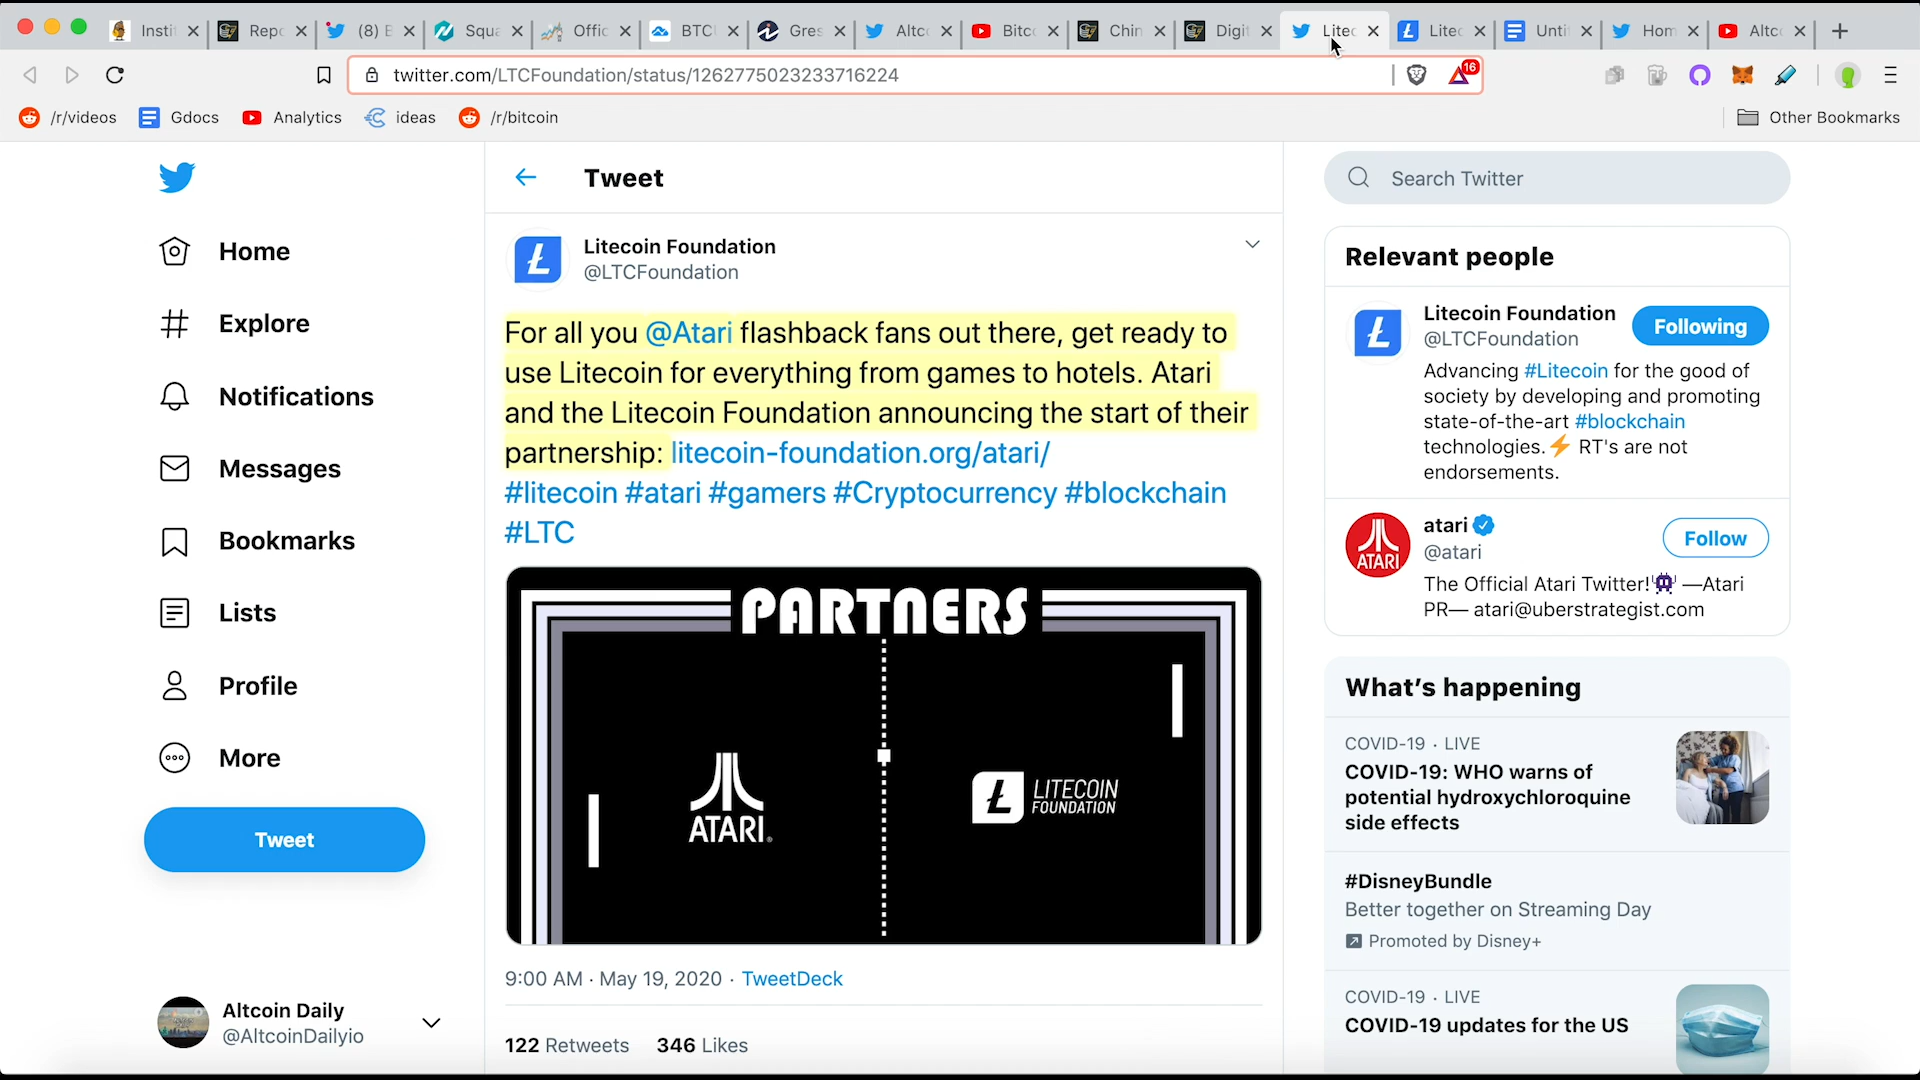 Insti
Repc
(8) E
Squa
Offic
BTC
Gres
Altc
Bitc
Chin
Digit
Litec
Litec
Unti
Hom
Altc
twitter.com/LTCFoundation/status/1262775023233716224
16
/r/videos
Gdocs
Analytics
ideas
/r/bitcoin
Other Bookmarks
Home
Explore
Notifications
Messages
Bookmarks
Lists
Profile
More
Tweet
Altcoin Daily
@AltcoinDailyio
Tweet
Litecoin Foundation
@LTCFoundation
For all you @Atari flashback fans out there, get ready to
use Litecoin for everything from games to hotels. Atari
and the Litecoin Foundation announcing the start of their
partnership: litecoin-foundation.org/atari/
#litecoin #atari #gamers #Cryptocurrency #blockchain
#LTC
PARTNERS
ATARI®
LITECOIN
FOUNDATION
9:00 AM · May 19, 2020 · TweetDeck
122 Retweets 346 Likes
Search Twitter
Relevant people
Litecoin Foundation
@LTCFoundation
Following
Advancing #Litecoin for the good of
society by developing and promoting
state-of-the-art #blockchain
technologies.⚡ RT's are not
endorsements.
ATARI
atari
@atari
Follow
The Official Atari Twitter!👾 —Atari
PR— atari@uberstrategist.com
What's happening
COVID-19 · LIVE
COVID-19: WHO warns of
potential hydroxychloroquine
side effects
#DisneyBundle
Better together on Streaming Day
Promoted by Disney+
COVID-19 · LIVE
COVID-19 updates for the US